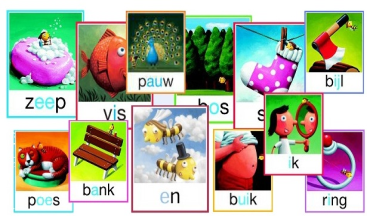 zeep
vis
pauw
bos
s
bijl
poes
bank
en
buik
ik
ring